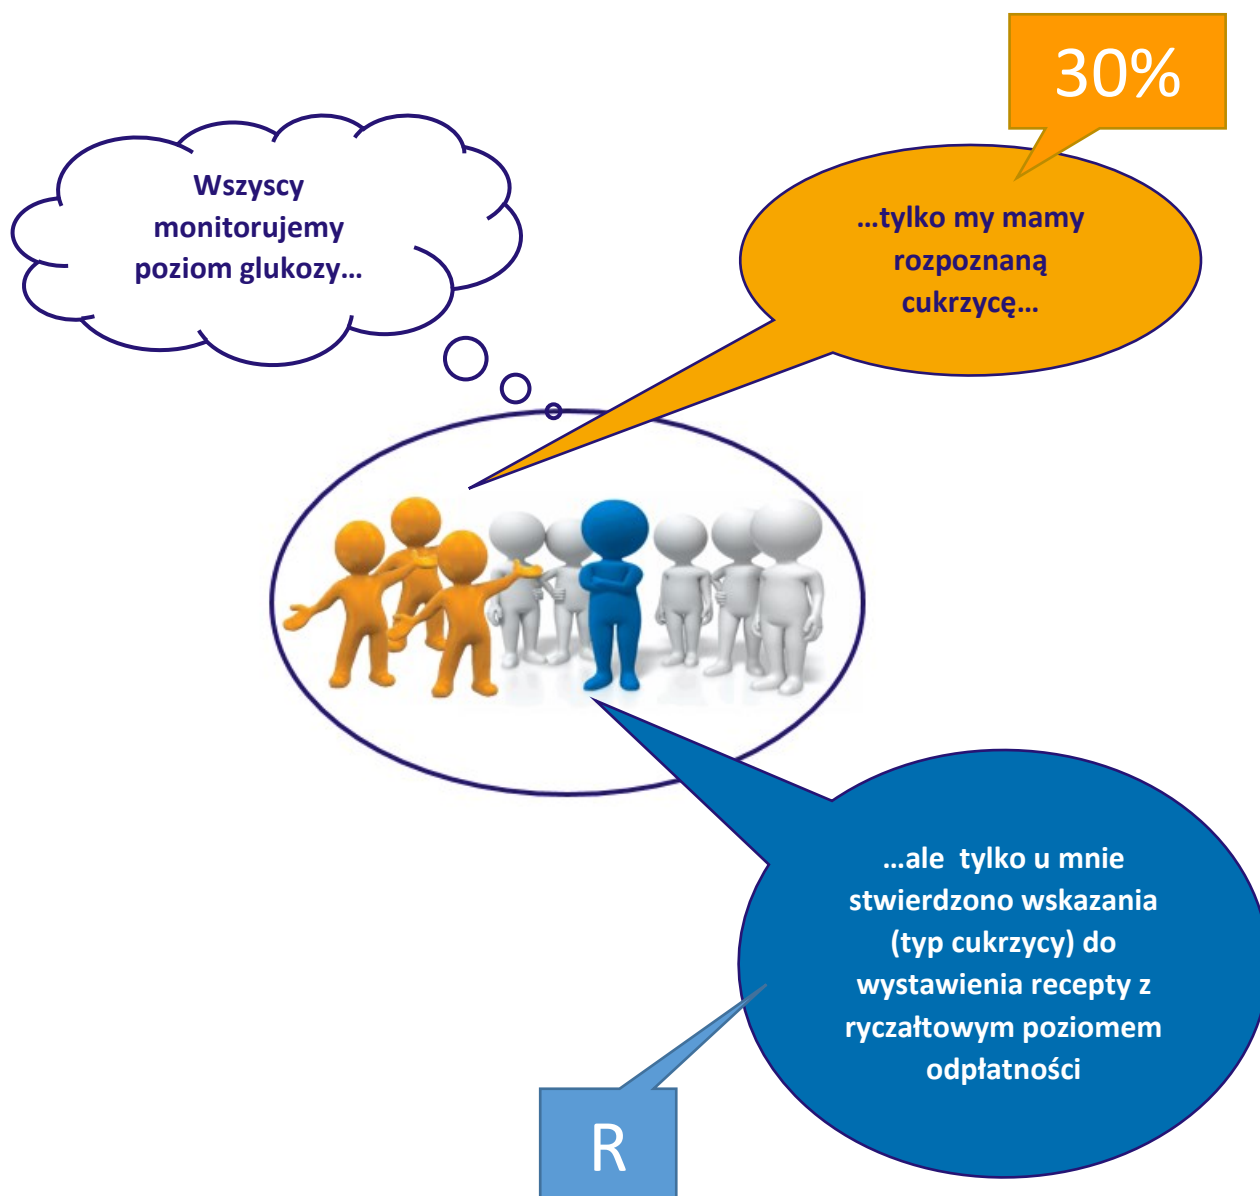 30%
Wszyscy
monitorujemy
poziom glukozy…
…tylko my mamy
rozpoznaną
cukrzycę…
…ale  tylko u mnie
stwierdzono wskazania
(typ cukrzycy) do
wystawienia recepty z
ryczałtowym poziomem
odpłatności
R